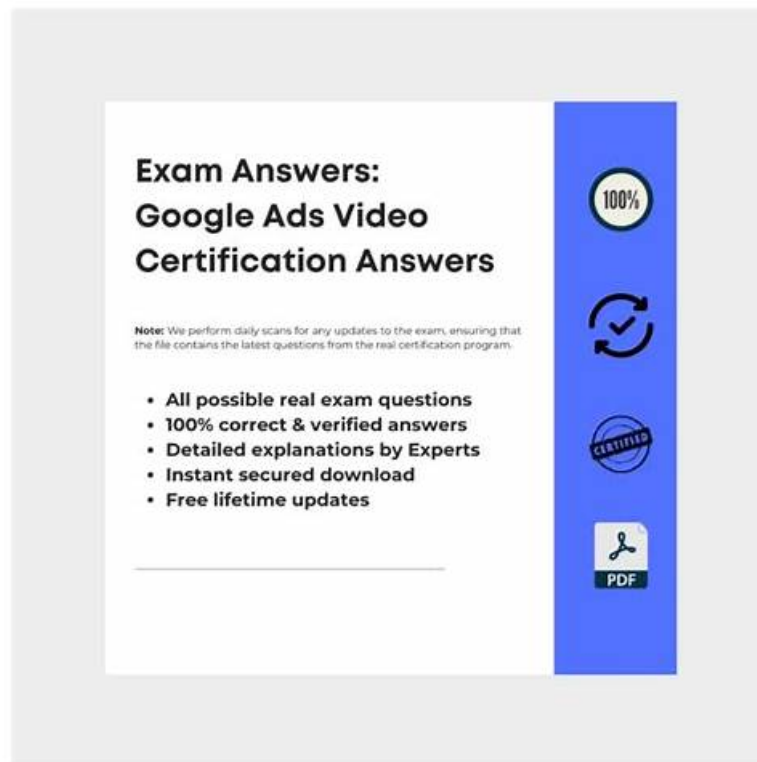 Exam Answers:
Google Ads Video
Certification Answers
Note: We perform daily scans for any updates to the exam, ensuring that
the file contains the latest questions from the real certification program.
• All possible real exam questions
• 100% correct & verified answers
• Detailed explanations by Experts
• Instant secured download
• Free lifetime updates
100%
CERTIFIED
PDF